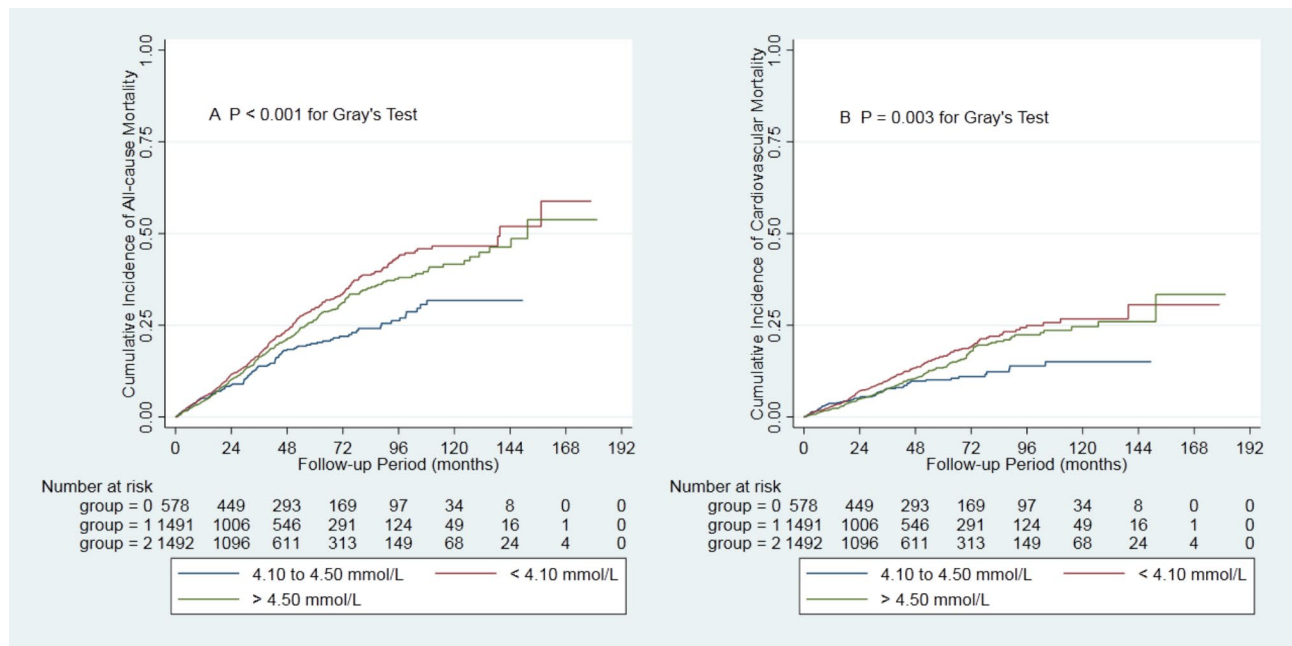 Cumulative Incidence of All-cause Mortality
1.00
0.75
0.50
0.25
0.00
A P < 0.001 for Gray's Test
0 24 48 72 96 120 144 168 192
Follow-up Period (months)
Number at risk
group = 0 578 449 293 169 97 34 8 0 0
group = 1 1491 1006 546 291 124 49 16 1 0
group = 2 1492 1096 611 313 149 68 24 4 0
4.10 to 4.50 mmol/L < 4.10 mmol/L
> 4.50 mmol/L
Cumulative Incidence of Cardiovascular Mortality
1.00
0.75
0.50
0.25
0.00
B P = 0.003 for Gray's Test
0 24 48 72 96 120 144 168 192
Follow-up Period (months)
Number at risk
group = 0 578 449 293 169 97 34 8 0 0
group = 1 1491 1006 546 291 124 49 16 1 0
group = 2 1492 1096 611 313 149 68 24 4 0
4.10 to 4.50 mmol/L < 4.10 mmol/L
> 4.50 mmol/L